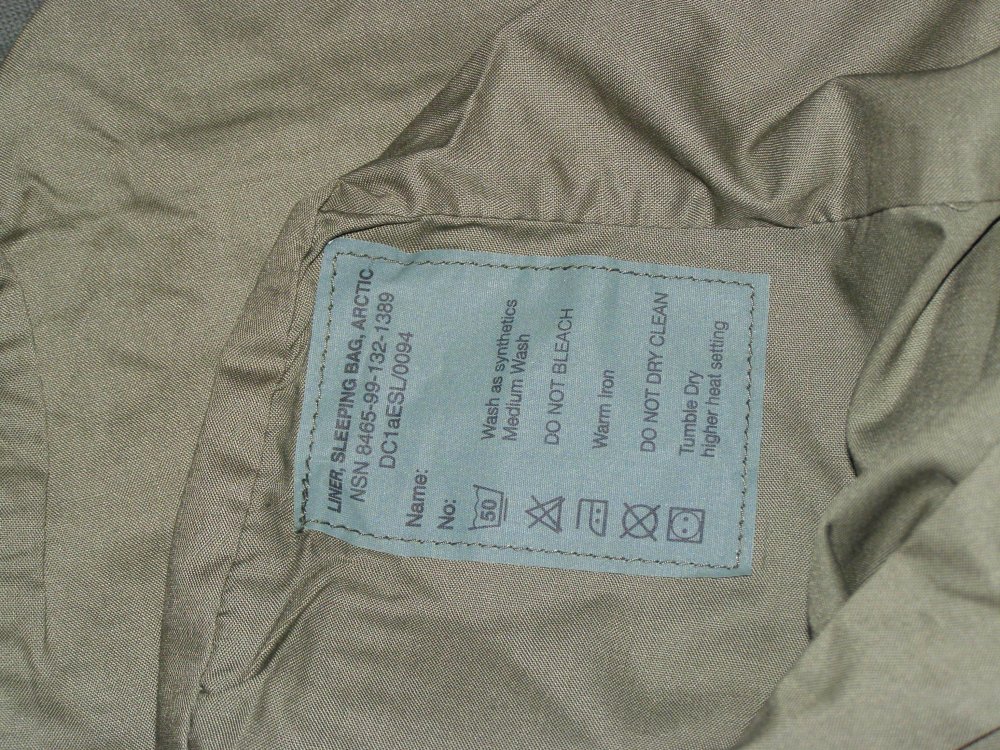 LINER, SLEEPING BAG, ARCTIC
NSN 8465-99-132-1389
DC1aESL/0094
Name:
No:
50
Wash as synthetics
Medium Wash
DO NOT BLEACH
Warm Iron
DO NOT DRY CLEAN
Tumble Dry
higher heat setting